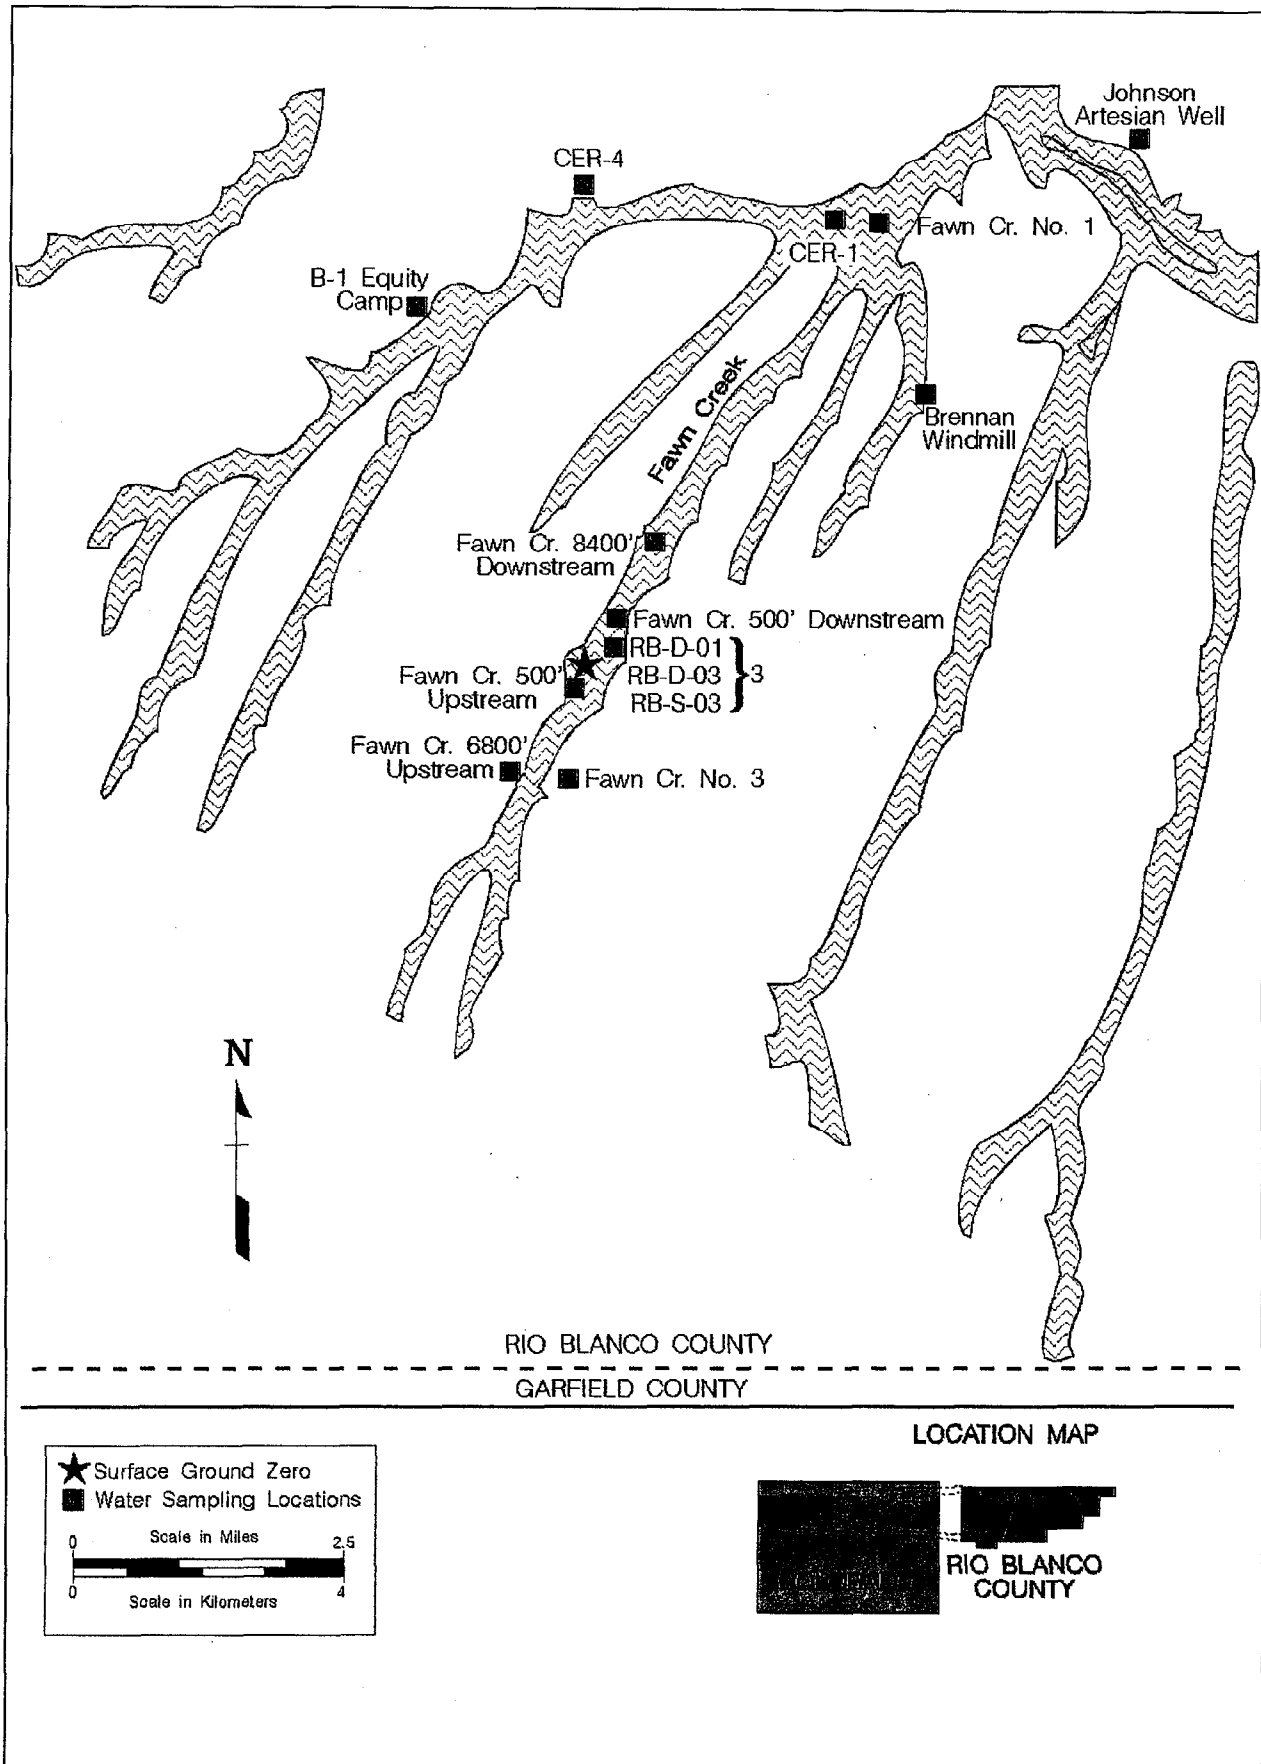 Johnson
Artesian Well
CER-4
Fawn Cr. No. 1
CER-1
B-1 Equity
Camp
Fawn Creek
Brennan
Windmill
Fawn Cr. 8400'
Downstream
Fawn Cr. 500' Downstream
RB-D-01
RB-D-03
RB-S-03
3
Fawn Cr. 500'
Upstream
Fawn Cr. 6800'
Upstream
Fawn Cr. No. 3
N
RIO BLANCO COUNTY
GARFIELD COUNTY
LOCATION MAP
Surface Ground Zero
Water Sampling Locations
0 Scale in Miles 2.5
0 Scale in Kilometers 4
RIO BLANCO
COUNTY